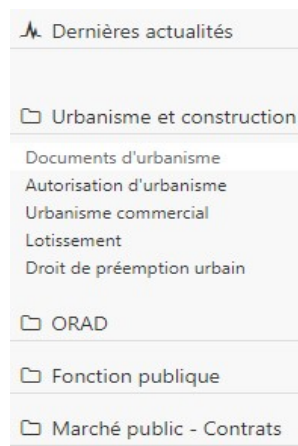 Dernières actualités
Urbanisme et construction
Documents d'urbanisme
Autorisation d'urbanisme
Urbanisme commercial
Lotissement
Droit de préemption urbain
ORAD
Fonction publique
Marché public - Contrats